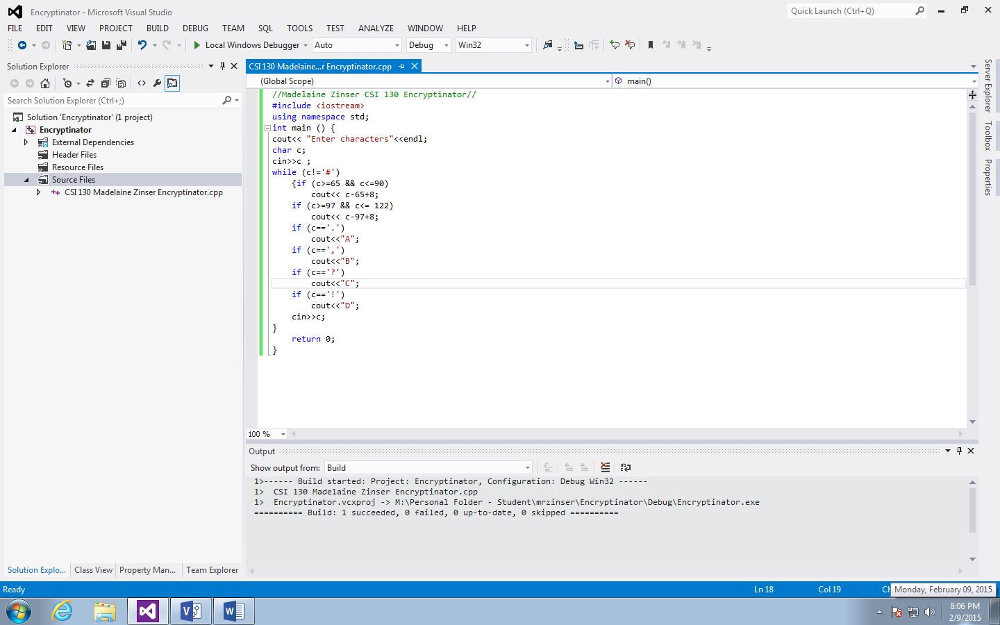 Encryptinator - Microsoft Visual Studio
Quick Launch (Ctrl+Q)
FILE EDIT VIEW PROJECT BUILD DEBUG TEAM SQL TOOLS TEST ANALYZE WINDOW HELP
Local Windows Debugger Auto Debug Win32
Solution Explorer
Search Solution Explorer (Ctrl+;)
Solution 'Encryptinator' (1 project)
Encryptinator
External Dependencies
Header Files
Resource Files
Source Files
CSI 130 Madelaine Zinser Encryptinator.cpp
Solution Explo... Class View Property Man... Team Explorer
CSI 130 Madelaine...r Encryptinator.cpp
(Global Scope) main()
//Madelaine Zinser CSI 130 Encryptinator//
#include <iostream>
using namespace std;
int main () {
cout<< "Enter characters"<<endl;
char c;
cin>>c ;
while (c!='#')
{if (c>=65 && c<=90)
cout<< c-65+8;
if (c>=97 && c<= 122)
cout<< c-97+8;
if (c=='.')
cout<<"A";
if (c==',')
cout<<"B";
if (c=='?')
cout<<"C";
if (c=='!')
cout<<"D";
cin>>c;
}
return 0;
}
100 %
Server Explorer
Toolbox
Properties
Output
Show output from: Build
1>------ Build started: Project: Encryptinator, Configuration: Debug Win32 ------
1>  CSI 130 Madelaine Zinser Encryptinator.cpp
1>  Encryptinator.vcxproj -> M:\Personal Folder - Student\mrzinser\Encryptinator\Debug\Encryptinator.exe
========== Build: 1 succeeded, 0 failed, 0 up-to-date, 0 skipped ==========
Ready Ln 18 Col 19
Monday, February 09, 2015
8:06 PM
2/9/2015